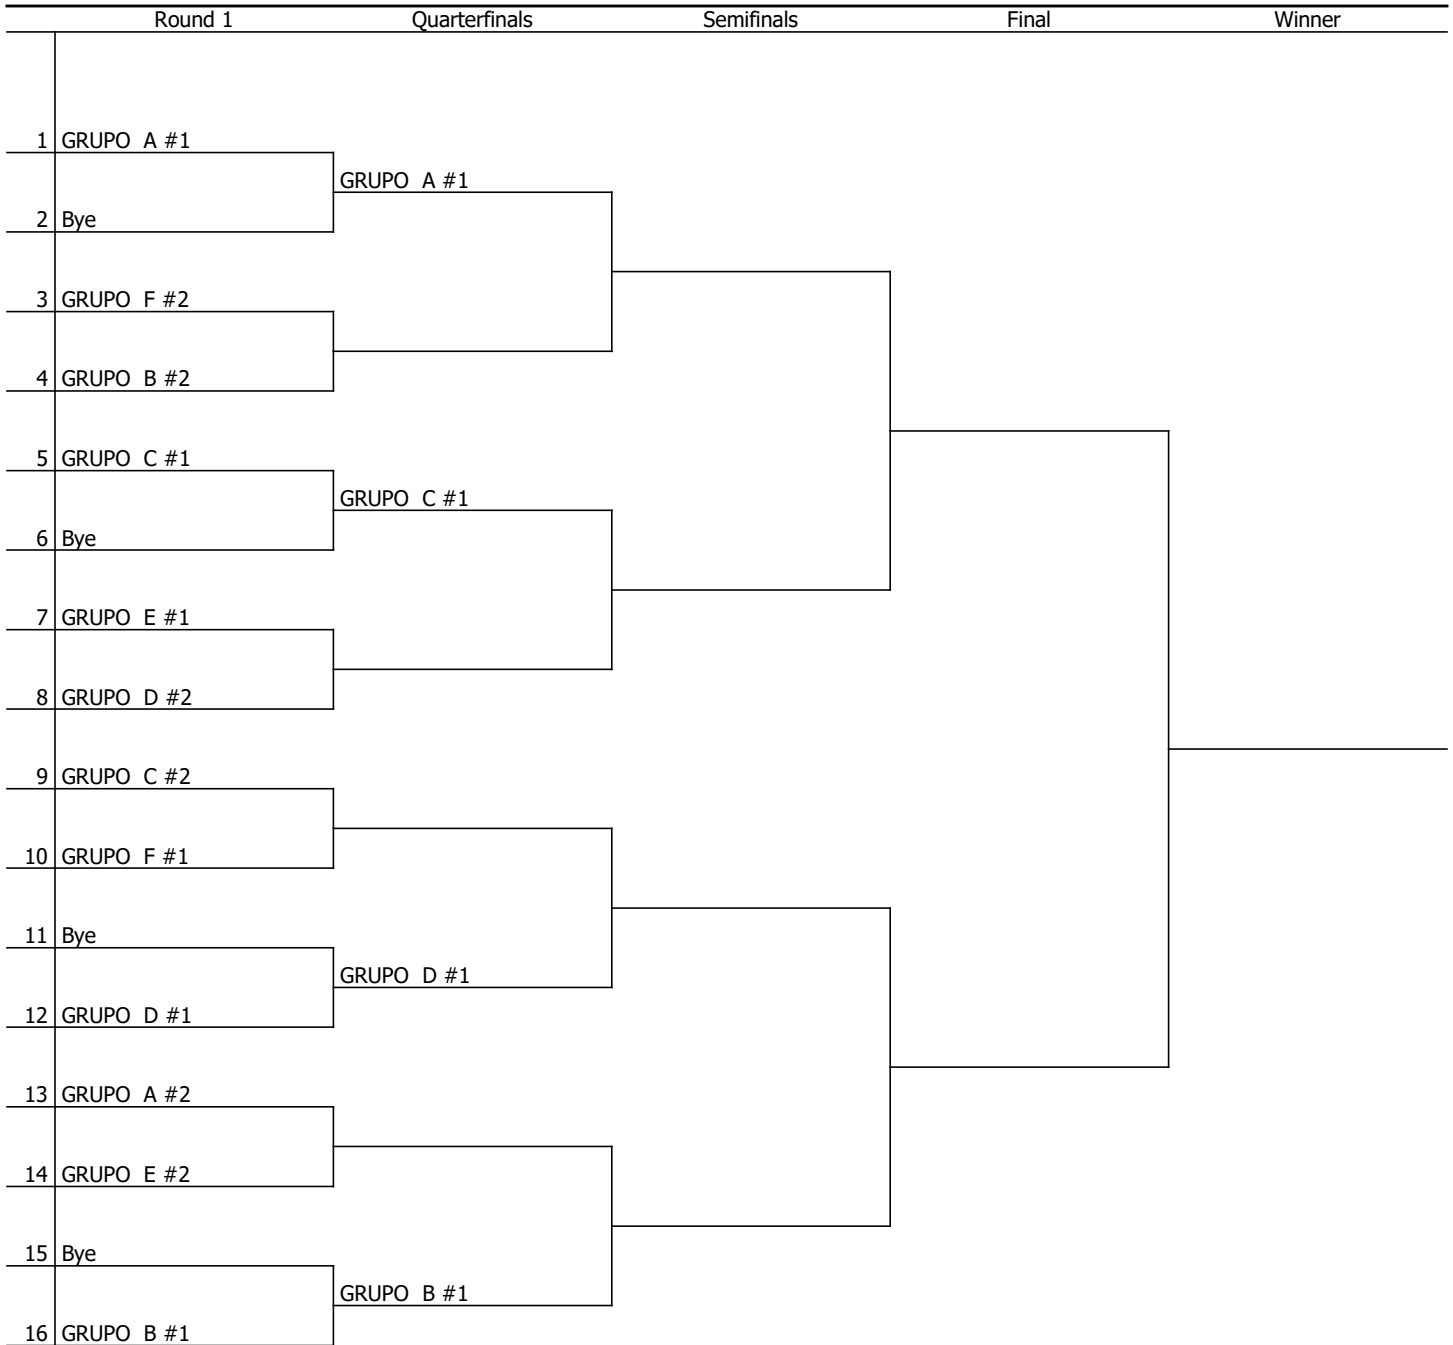 Round 1 Quarterfinals Semifinals Final Winner
1 GRUPO A #1
GRUPO A #1
2 Bye
3 GRUPO F #2
4 GRUPO B #2
5 GRUPO C #1
GRUPO C #1
6 Bye
7 GRUPO E #1
8 GRUPO D #2
9 GRUPO C #2
10 GRUPO F #1
11 Bye
GRUPO D #1
12 GRUPO D #1
13 GRUPO A #2
14 GRUPO E #2
15 Bye
GRUPO B #1
16 GRUPO B #1